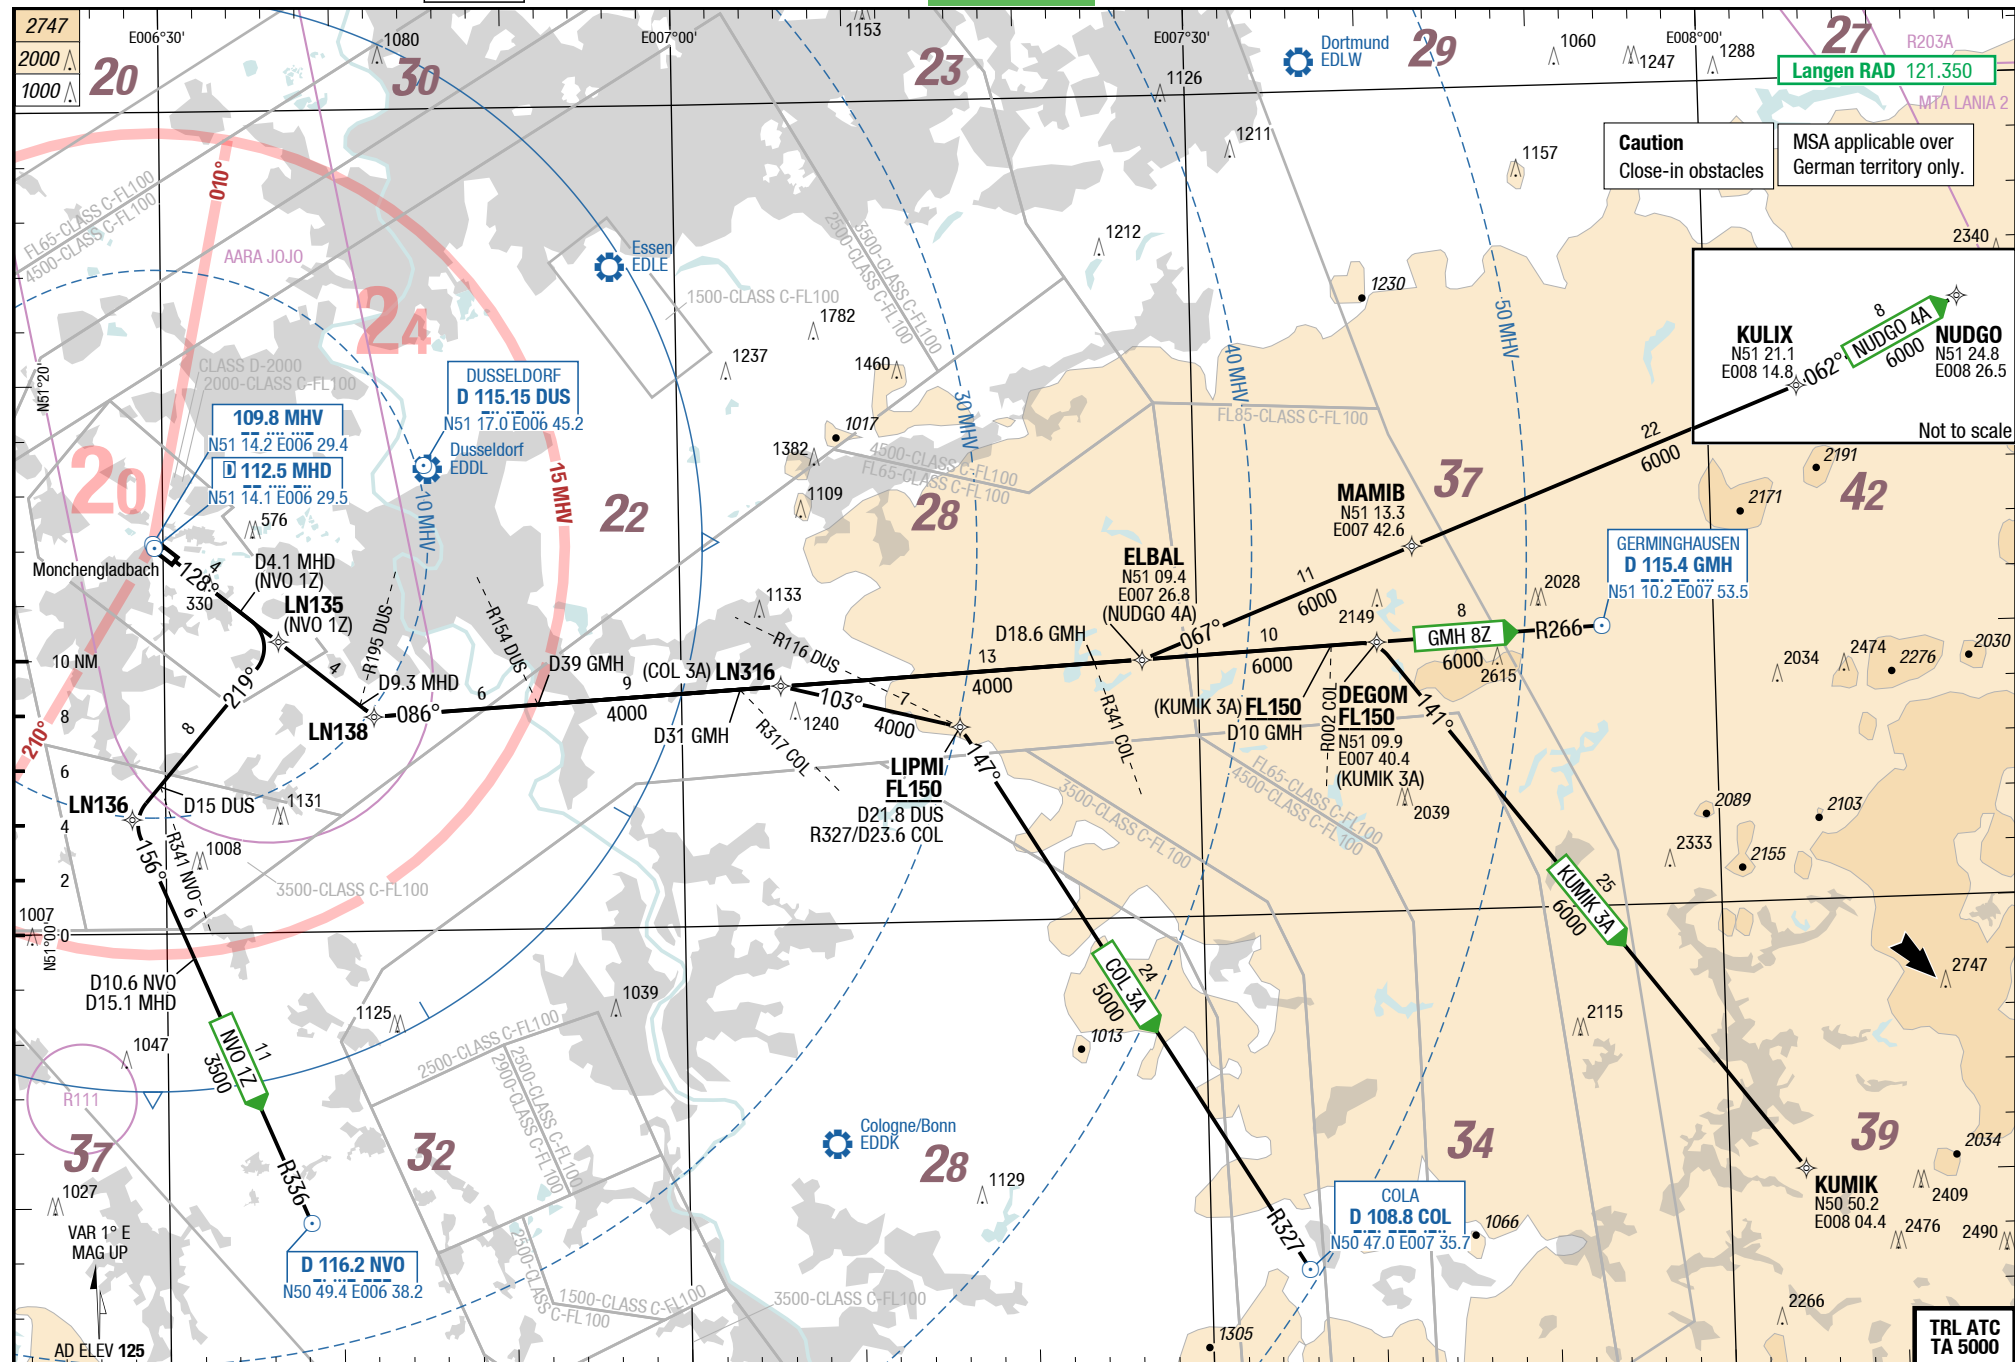 2747
2000
1000
20
E006°30'
1080
30
E007°00'
1153
23
E007°30'
1126
Dortmund
EDLW
29
1060
1247
E008°00'
1288
27
R203A
Langen RAD 121.350
MTA LANIA 2
Caution
Close-in obstacles
MSA applicable over
German territory only.
1211
1157
2340
010°
FL65-CLASS C-FL100
4500-CLASS C-FL100
AARA JOJO
24
Essen
EDLE
1500-CLASS C-FL100
3500-CLASS C-FL100
2500-CLASS C-FL100
1212
1230
50 MHV
40 MHV
30 MHV
1782
1237
1460
KULIX
N51 21.1
E008 14.8
062°
8
NUDGO 4A
6000
NUDGO
N51 24.8
E008 26.5
Not to scale
N51°20'
CLASS D-2000
2000-CLASS C-FL100
109.8 MHV
N51 14.2 E006 29.4
D 112.5 MHD
N51 14.1 E006 29.5
DUSSELDORF
D 115.15 DUS
N51 17.0 E006 45.2
Dusseldorf
EDDL
10 MHV
15 MHV
20
576
22
1017
1382
1109
4500-CLASS C-FL100
FL65-CLASS C-FL100
28
FL85-CLASS C-FL100
22
6000
MAMIB
N51 13.3
E007 42.6
37
2191
2171
42
Monchengladbach
4
128°
330
D4.1 MHD
(NVO 1Z)
LN135
(NVO 1Z)
R195 DUS
R154 DUS
1133
R116 DUS
ELBAL
N51 09.4
E007 26.8
(NUDGO 4A)
11
6000
067°
GERMINGHAUSEN
D 115.4 GMH
N51 10.2 E007 53.5
2028
2149
8
GMH 8Z
6000
R266
2615
2034
2474
2276
2030
10 NM
8
6
4
2
0
210°
219°
8
4
D9.3 MHD
LN138
086°
6
D39 GMH
9
4000
(COL 3A) LN316
D31 GMH
R317 COL
103°
1240
4000
7
13
4000
D18.6 GMH
R341 COL
10
6000
(KUMIK 3A) FL150
D10 GMH
R002 COL
DEGOM
FL150
N51 09.9
E007 40.4
(KUMIK 3A)
141°
2039
LIPMI
FL150
D21.8 DUS
R327/D23.6 COL
147°
FL65-CLASS C-FL100
4500-CLASS C-FL100
3500-CLASS C-FL100
LN136
D15 DUS
1131
1008
156°
R341 NVO
6
3500-CLASS C-FL100
1007
N51°00'
2089
2103
2333
2155
25
KUMIK 3A
6000
2747
D10.6 NVO
D15.1 MHD
1125
1039
24
COL 3A
5000
1013
2115
1047
R111
11
NVO 1Z
3500
2500-CLASS C-FL100
2500-CLASS C-FL100
2900-CLASS C-FL100
37
32
Cologne/Bonn
EDDK
28
1129
34
39
2034
R336
R327
KUMIK
N50 50.2
E008 04.4
2409
2476
2490
1027
VAR 1° E
MAG UP
D 116.2 NVO
N50 49.4 E006 38.2
2500-CLASS C-FL100
1500-CLASS C-FL100
3500-CLASS C-FL100
COLA
D 108.8 COL
N50 47.0 E007 35.7
1066
1305
2266
AD ELEV 125
TRL ATC
TA 5000